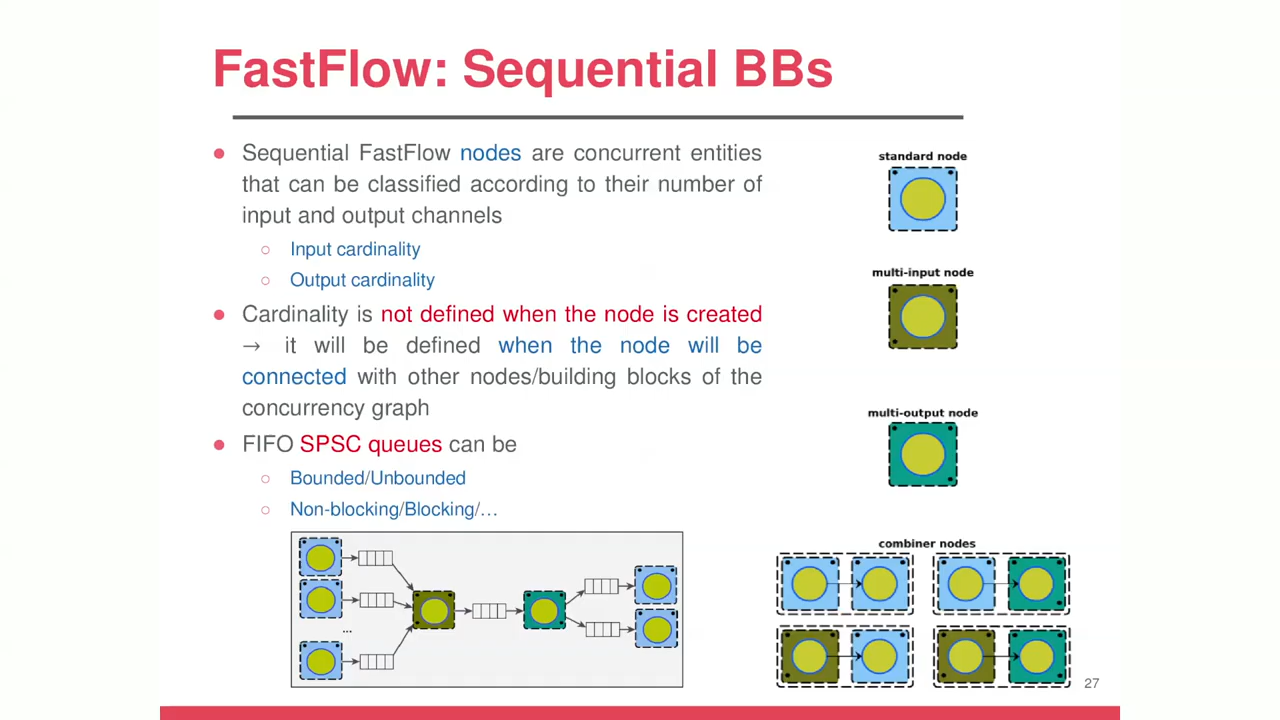 FastFlow: Sequential BBs
● Sequential FastFlow nodes are concurrent entities
that can be classified according to their number of
input and output channels
○ Input cardinality
○ Output cardinality
● Cardinality is not defined when the node is created
→ it will be defined when the node will be
connected with other nodes/building blocks of the
concurrency graph
● FIFO SPSC queues can be
○ Bounded/Unbounded
○ Non-blocking/Blocking/…
...
standard node
multi-input node
multi-output node
combiner nodes
27